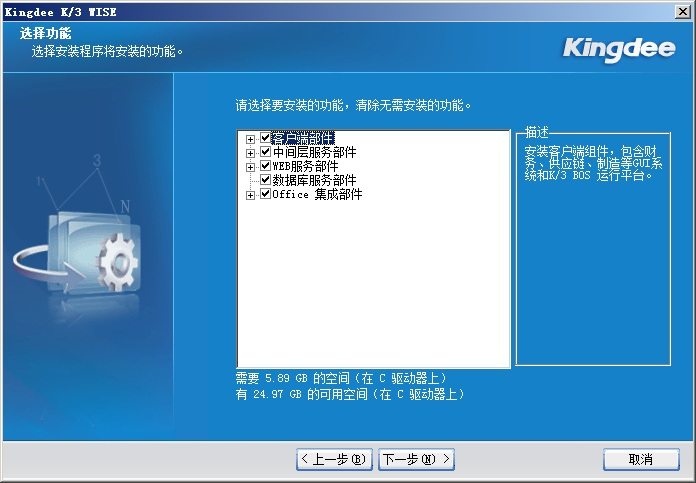 Kingdee K/3 WISE
选择功能
选择安装程序将安装的功能。
Kingdee
1
3
N
请选择要安装的功能，清除无需安装的功能。
客户端部件
中间层服务部件
WEB服务部件
数据库服务部件
Office 集成部件
描述
安装客户端组件，包含财
务、供应链、制造等GUI系
统和K/3 BOS 运行平台。
需要 5.89 GB 的空间（在 C 驱动器上）
有 24.97 GB 的可用空间（在 C 驱动器上）
< 上一步(B)
下一步(N) >
取消